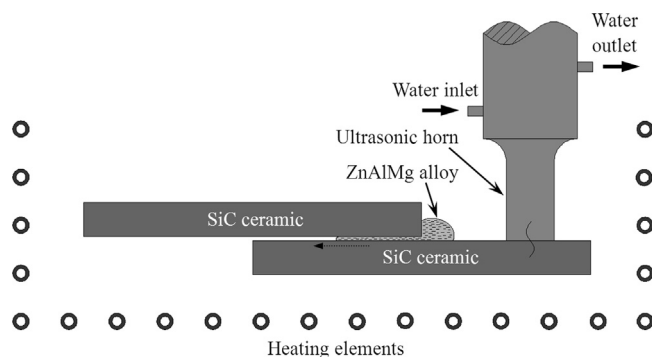 Water
outlet
Water inlet
Ultrasonic horn
ZnAlMg alloy
SiC ceramic
SiC ceramic
Heating elements